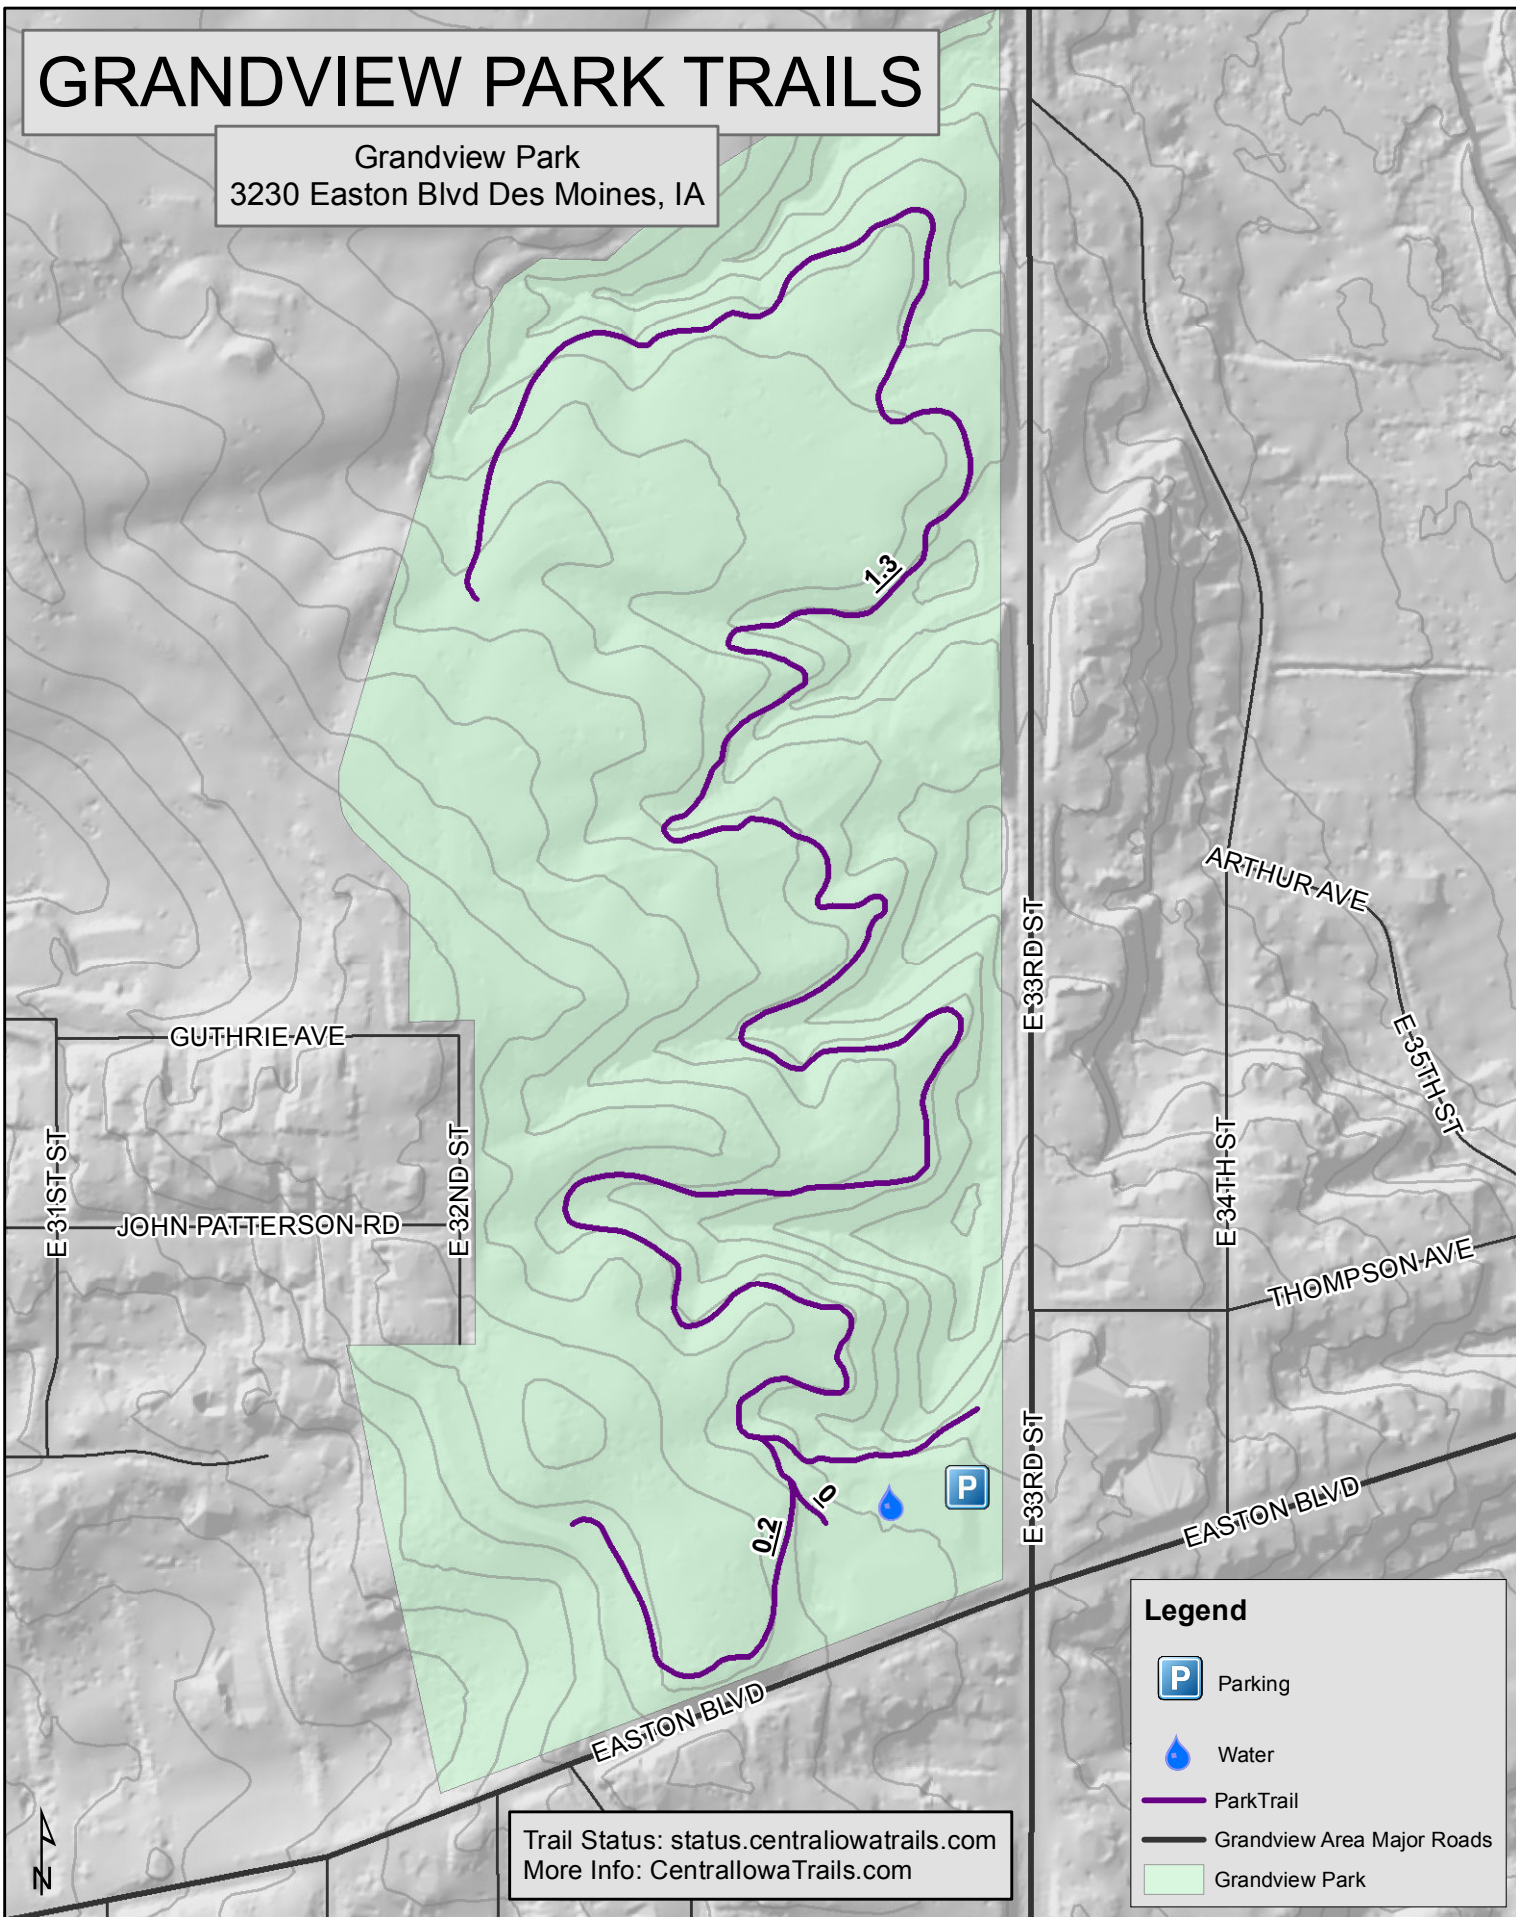 GRANDVIEW PARK TRAILS
Grandview Park
3230 Easton Blvd Des Moines, IA
1.3
ARTHUR AVE
E 33RD ST
E 35TH ST
GUTHRIE AVE
E 31ST ST
E 32ND ST
E 34TH ST
JOHN PATTERSON RD
THOMPSON AVE
E 33RD ST
EASTON BLVD
0
0.2
EASTON BLVD
Legend
P
P Parking
Water
ParkTrail
Grandview Area Major Roads
Grandview Park
Trail Status: status.centraliowatrails.com
More Info: CentralIowaTrails.com
N